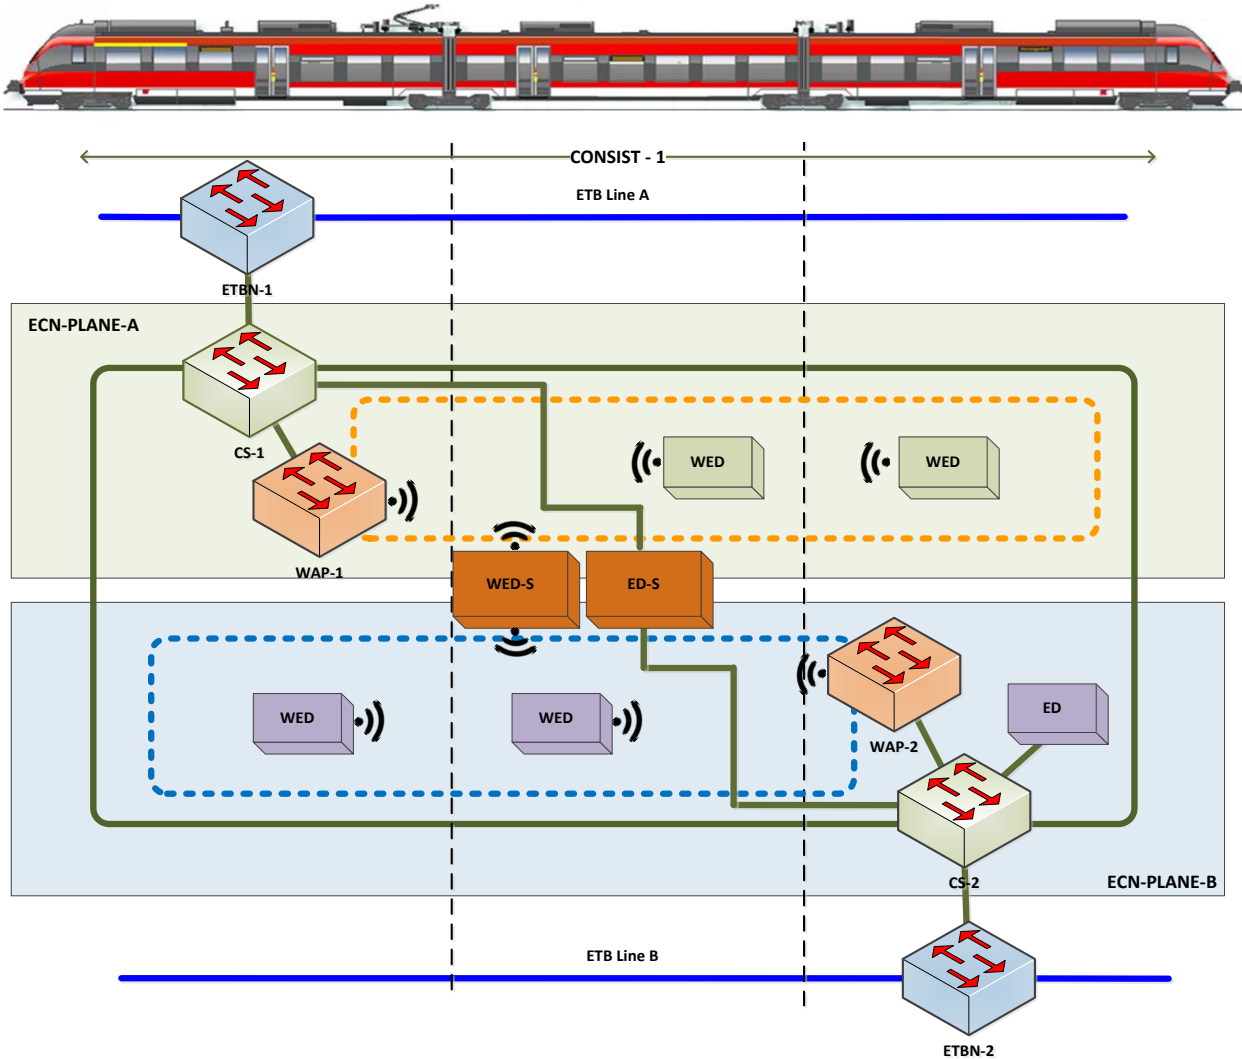 CONSIST - 1
ETB Line A
ETBN-1
ECN-PLANE-A
CS-1
WED
WED
WAP-1
WED-S
ED-S
WED
WED
ED
WAP-2
CS-2
ECN-PLANE-B
ETB Line B
ETBN-2